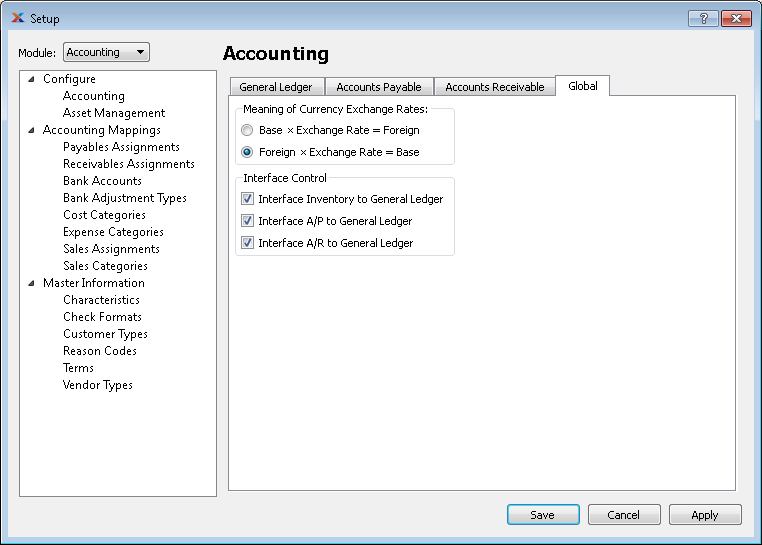 Setup
Module: Accounting
Accounting
Configure
Accounting
Asset Management
Accounting Mappings
Payables Assignments
Receivables Assignments
Bank Accounts
Bank Adjustment Types
Cost Categories
Expense Categories
Sales Assignments
Sales Categories
Master Information
Characteristics
Check Formats
Customer Types
Reason Codes
Terms
Vendor Types
General Ledger Accounts Payable Accounts Receivable Global
Meaning of Currency Exchange Rates:
Base × Exchange Rate = Foreign
Foreign × Exchange Rate = Base
Interface Control
Interface Inventory to General Ledger
Interface A/P to General Ledger
Interface A/R to General Ledger
Save Cancel Apply